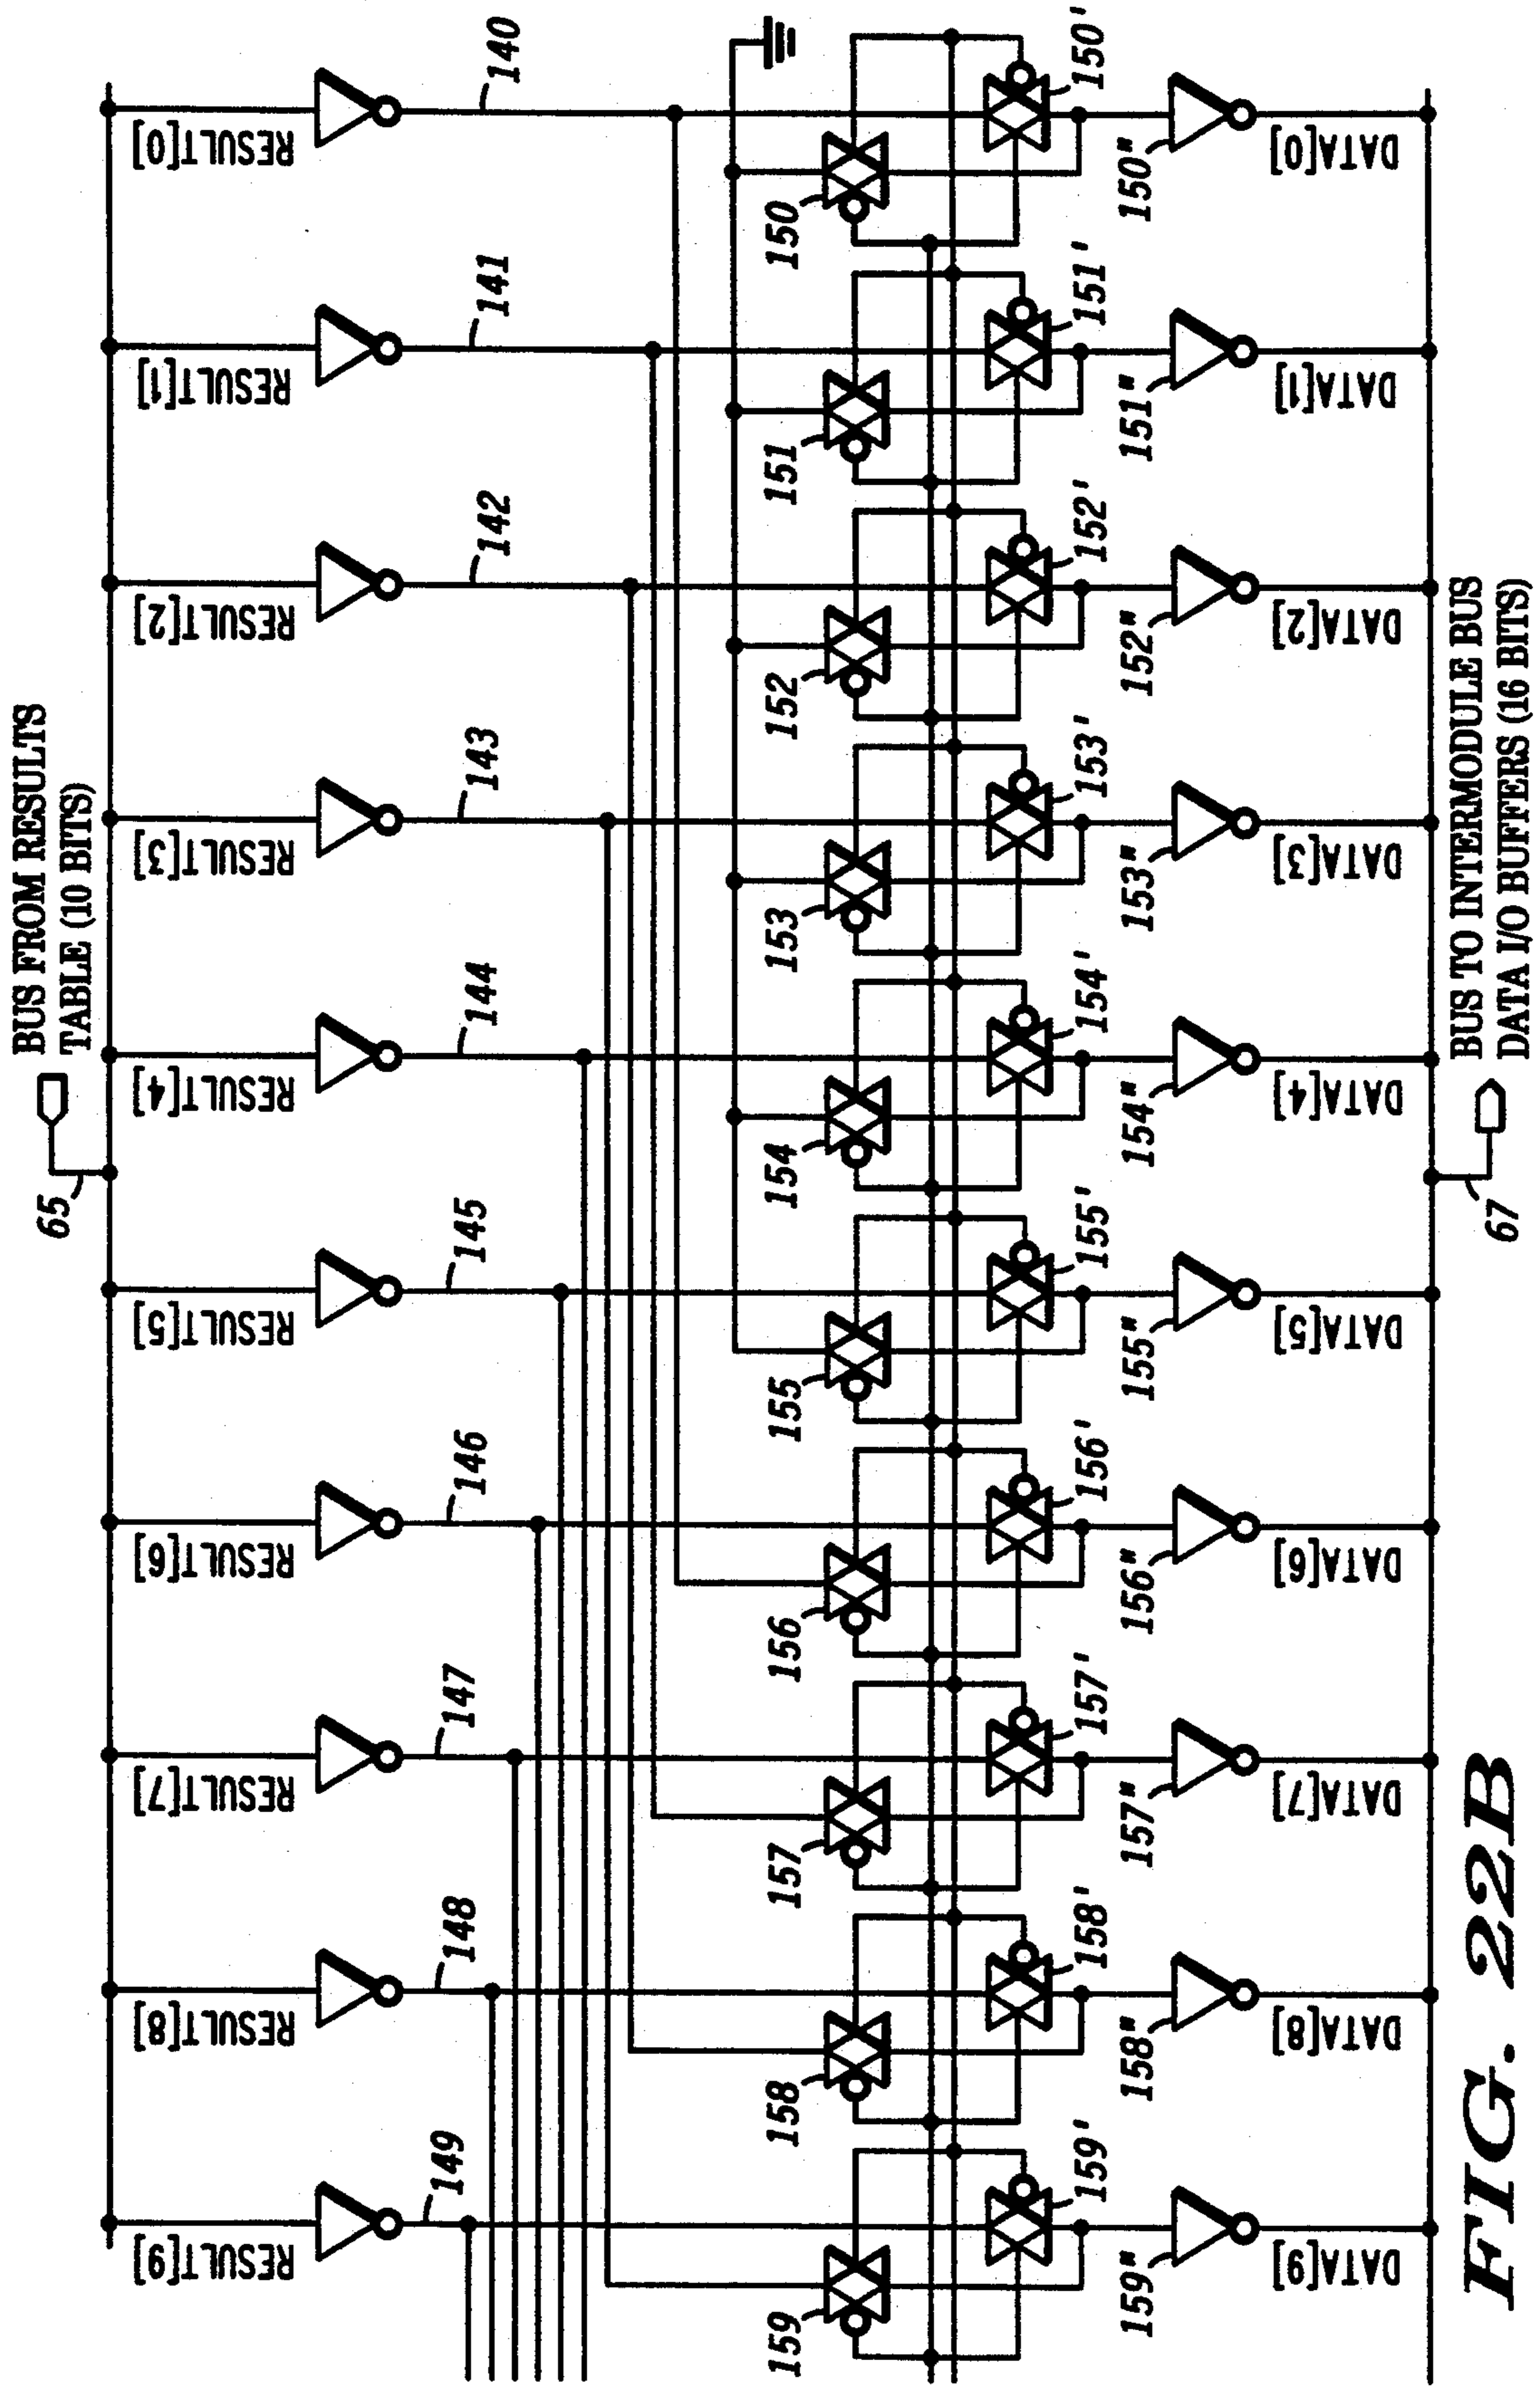 BUS FROM RESULTS
TABLE (10 BITS)
65
RESULT[9]
RESULT[8]
RESULT[7]
RESULT[6]
RESULT[5]
RESULT[4]
RESULT[3]
RESULT[2]
RESULT[1]
RESULT[0]
149
148
147
146
145
144
143
142
141
140
159
158
157
156
155
154
153
152
151
150
159'
158'
157'
156'
155'
154'
153'
152'
151'
150'
159"
158"
157"
156"
155"
154"
153"
152"
151"
150"
DATA[9]
DATA[8]
DATA[7]
DATA[6]
DATA[5]
DATA[4]
DATA[3]
DATA[2]
DATA[1]
DATA[0]
67
BUS TO INTERMODULE BUS
DATA I/O BUFFERS (16 BITS)
FIG. 22B